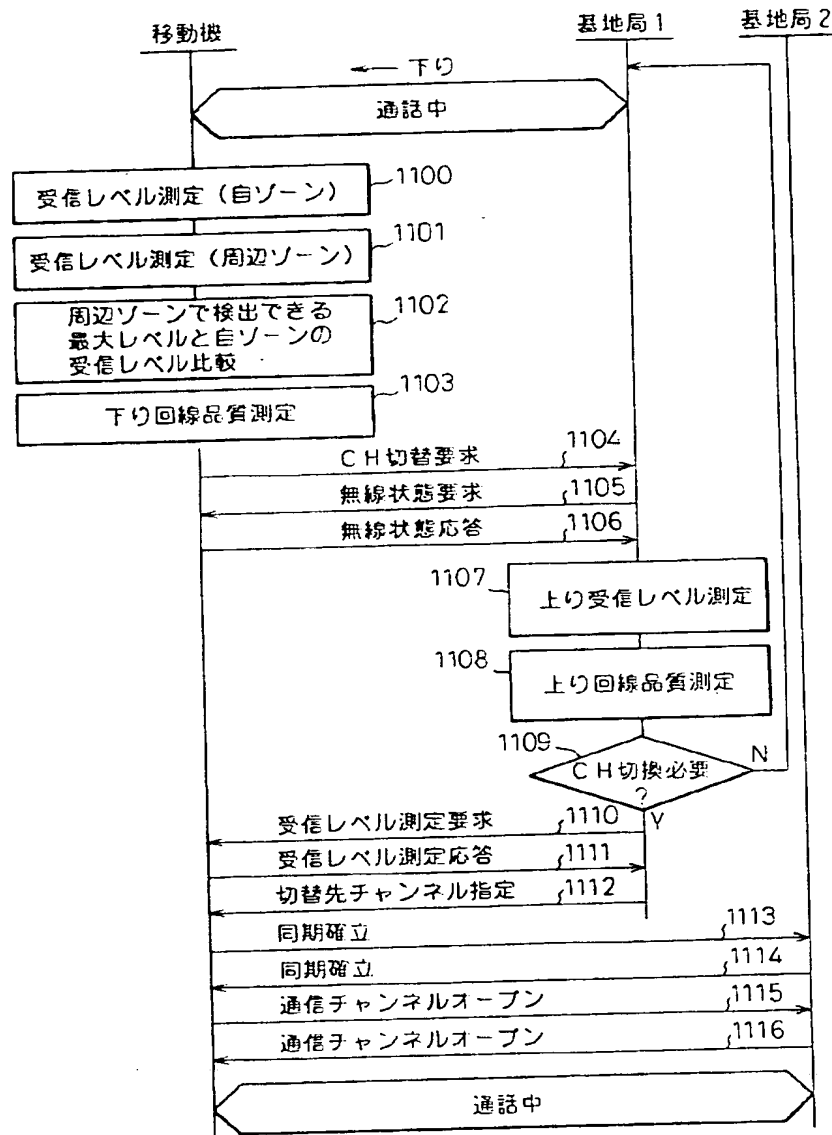 移動機
基地局1
基地局2
← 下り
通話中
受信レベル測定（自ゾーン）
1100
受信レベル測定（周辺ゾーン）
1101
周辺ゾーンで検出できる
最大レベルと自ゾーンの
受信レベル比較
1102
下り回線品質測定
1103
CH切替要求
1104
無線状態要求
1105
無線状態応答
1106
1107
上り受信レベル測定
1108
上り回線品質測定
1109
CH切換必要
?
N
Y
受信レベル測定要求
1110
受信レベル測定応答
1111
切替先チャンネル指定
1112
同期確立
1113
同期確立
1114
通信チャンネルオープン
1115
通信チャンネルオープン
1116
通話中